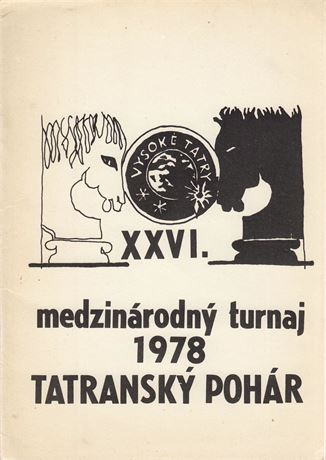 VYSOKÉ TATRY
XXVI.
medzinárodný turnaj
1978
TATRANSKÝ POHÁR